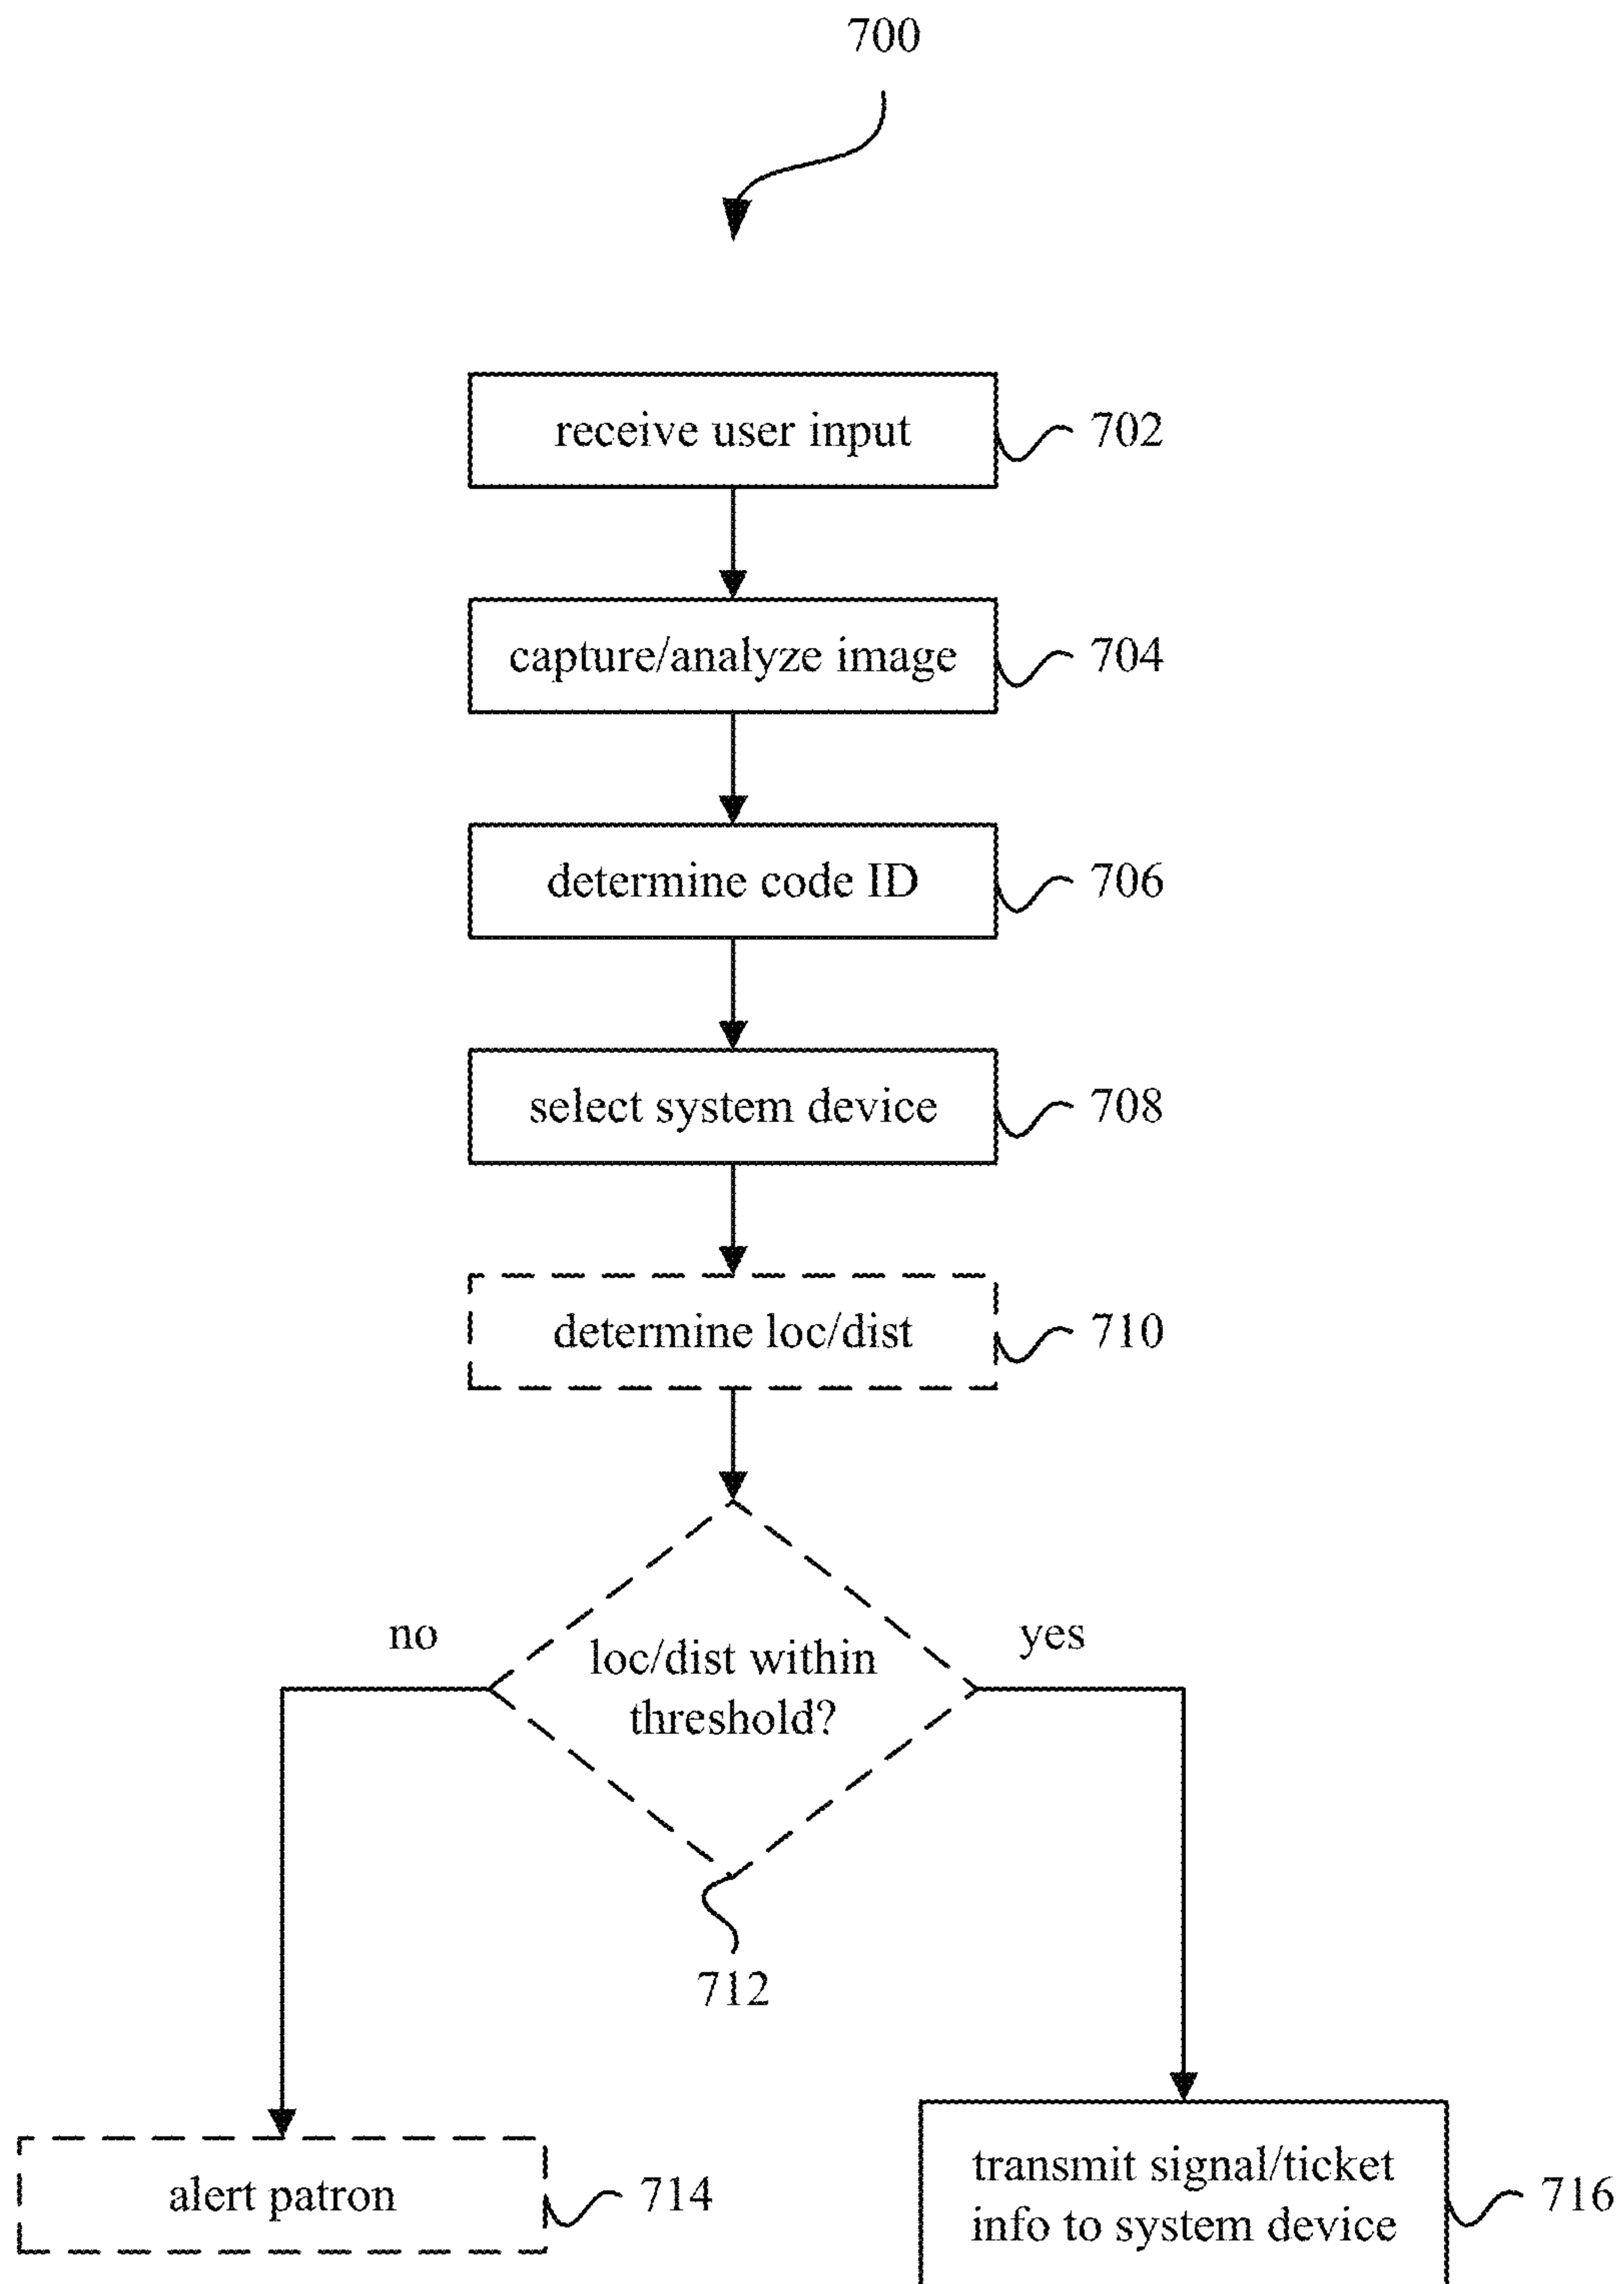 700
receive user input
702
capture/analyze image
704
determine code ID
706
select system device
708
determine loc/dist
710
no
yes
loc/dist within
threshold?
712
alert patron
714
transmit signal/ticket
info to system device
716